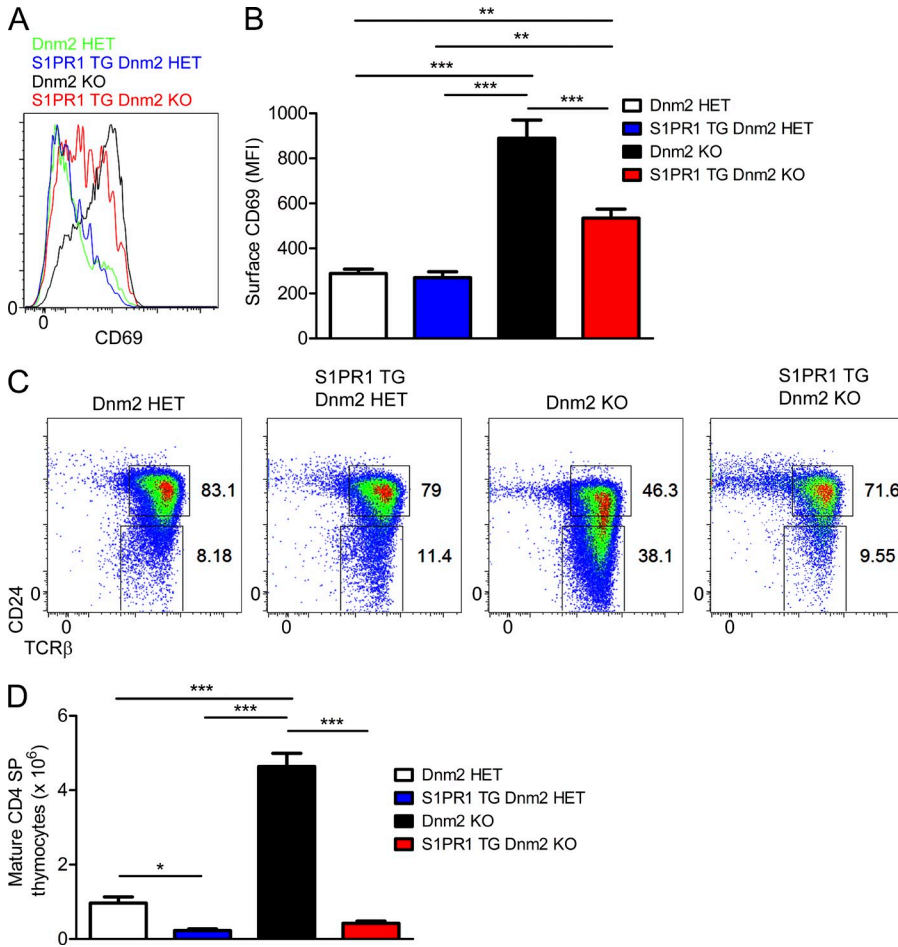 A
Dnm2 HET
S1PR1 TG Dnm2 HET
Dnm2 KO
S1PR1 TG Dnm2 KO
0
0
CD69
B
**
**
***
***
***
Surface CD69 (MFI)
1000
800
600
400
200
0
Dnm2 HET
S1PR1 TG Dnm2 HET
Dnm2 KO
S1PR1 TG Dnm2 KO
C
Dnm2 HET
S1PR1 TG
Dnm2 HET
Dnm2 KO
S1PR1 TG
Dnm2 KO
83.1
8.18
79
11.4
46.3
38.1
71.6
9.55
0
0
0
0
0
0
0
0
CD24
TCRβ
D
***
***
***
*
Mature CD4 SP
thymocytes (x 10⁶)
6
4
2
0
Dnm2 HET
S1PR1 TG Dnm2 HET
Dnm2 KO
S1PR1 TG Dnm2 KO